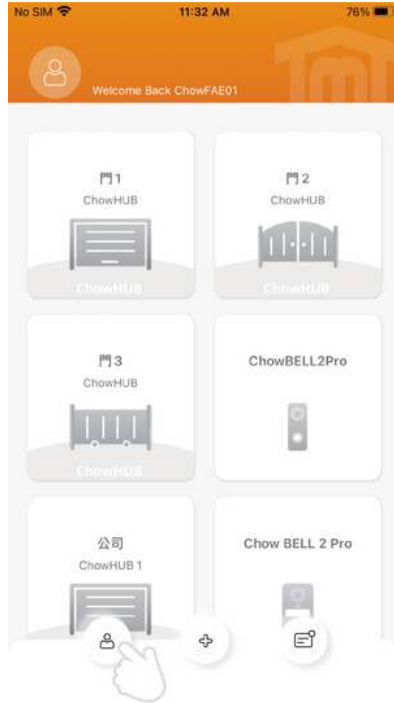 No SIM 11:32 AM 76%
Welcome Back ChowFAE01
門1
ChowHUB
ChowHUB
門2
ChowHUB
ChowHUB
門3
ChowHUB
ChowHUB
ChowBELL2Pro
公司
ChowHUB 1
Chow BELL 2 Pro